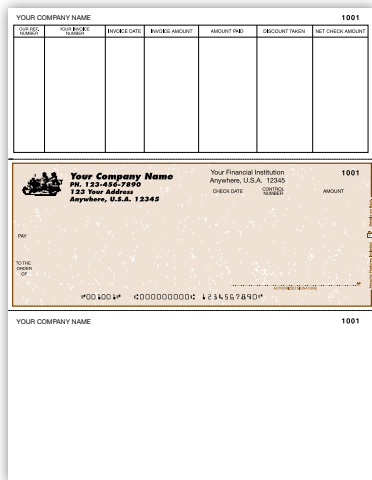 YOUR COMPANY NAME 1001
OUR REF. NUMBER YOUR INVOICE NUMBER INVOICE DATE INVOICE AMOUNT AMOUNT PAID DISCOUNT TAKEN NET CHECK AMOUNT
Your Company Name Your Financial Institution 1001
PH. 123-456-7890 Anywhere, U.S.A. 12345
123 Your Address CHECK DATE CONTROL NUMBER AMOUNT
Anywhere, U.S.A. 12345
PAY
TO THE
ORDER
OF
AUTHORIZED SIGNATURE
⑈001001⑈ ⑆000000000⑆ 1234567890⑈
YOUR COMPANY NAME 1001